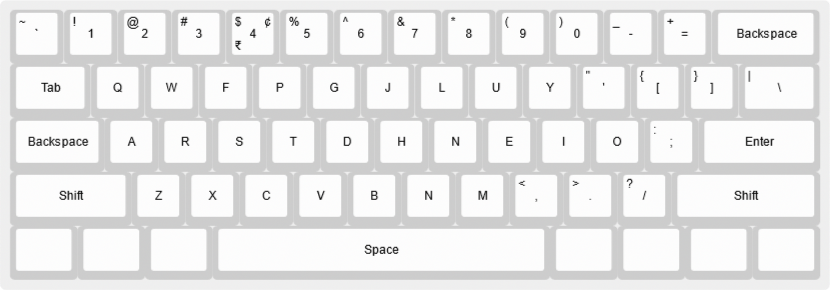 ~ ` ! 1 @ 2 # 3 $ ¢ ₹ 4 % 5 ^ 6 & 7 * 8 ( 9 ) 0 _ - + = Backspace
Tab Q W F P G J L U Y " ' { [ } ] | \
Backspace A R S T D H N E I O : ; Enter
Shift Z X C V B N M < , > . ? / Shift
Space